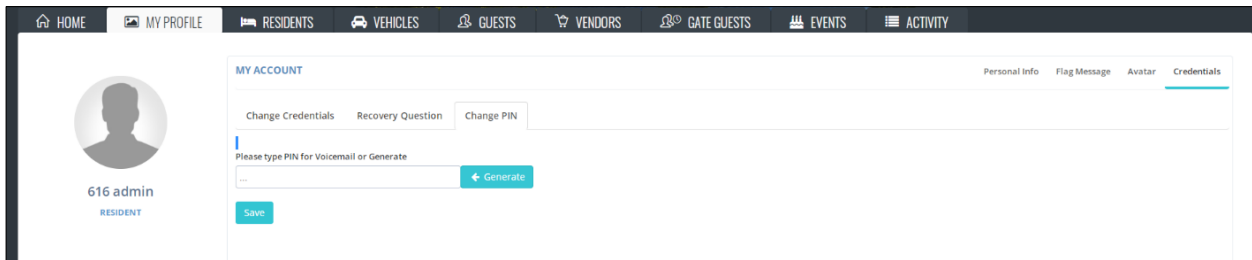 HOME MY PROFILE RESIDENTS VEHICLES GUESTS VENDORS GATE GUESTS EVENTS ACTIVITY
MY ACCOUNT Personal Info Flag Message Avatar Credentials
Change Credentials Recovery Question Change PIN
Please type PIN for Voicemail or Generate
... Generate
616 admin
RESIDENT
Save